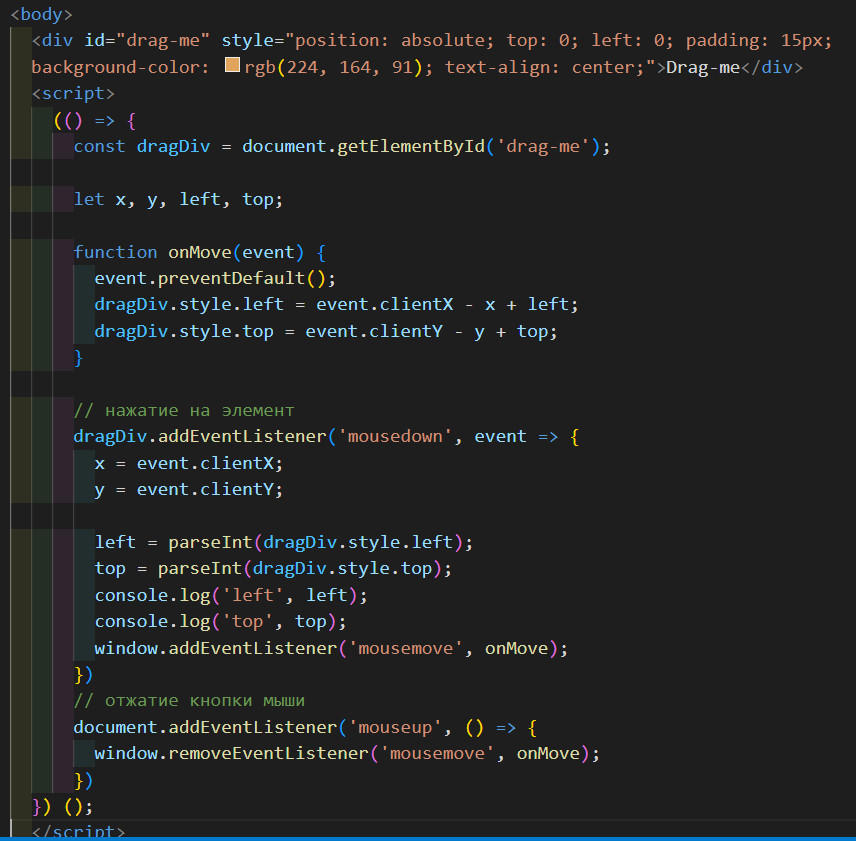 <body>
<div id="drag-me" style="position: absolute; top: 0; left: 0; padding: 15px;
background-color: rgb(224, 164, 91); text-align: center;">Drag-me</div>
<script>
(() => {
const dragDiv = document.getElementById('drag-me');
let x, y, left, top;
function onMove(event) {
event.preventDefault();
dragDiv.style.left = event.clientX - x + left;
dragDiv.style.top = event.clientY - y + top;
}
// нажатие на элемент
dragDiv.addEventListener('mousedown', event => {
x = event.clientX;
y = event.clientY;
left = parseInt(dragDiv.style.left);
top = parseInt(dragDiv.style.top);
console.log('left', left);
console.log('top', top);
window.addEventListener('mousemove', onMove);
})
// отжатие кнопки мыши
document.addEventListener('mouseup', () => {
window.removeEventListener('mousemove', onMove);
})
}) ();
</script>